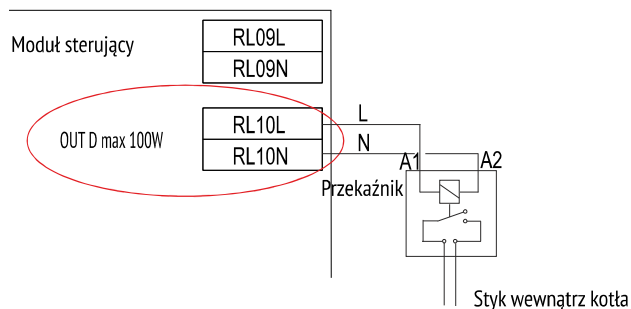 Moduł sterujący
RL09L
RL09N
OUT D max 100W
RL10L
RL10N
L
N
A1
A2
Przekaźnik
Styk wewnątrz kotła